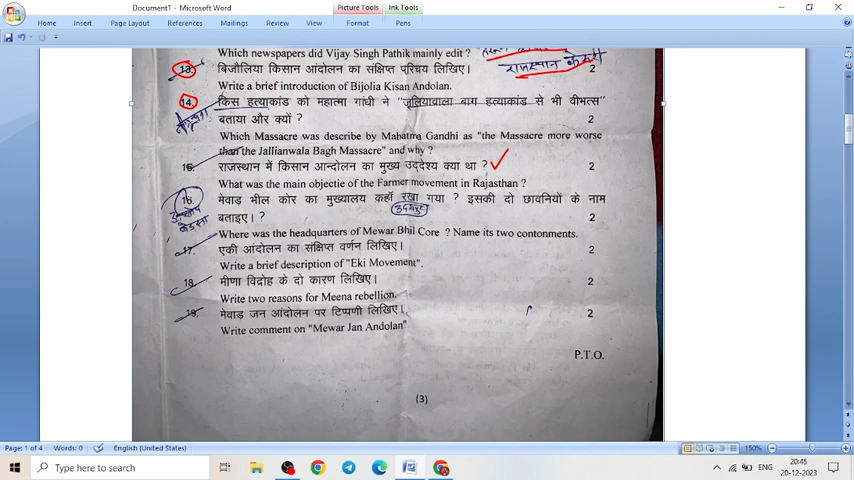 Document1 - Microsoft Word
Picture Tools
Ink Tools
Home Insert Page Layout References Mailings Review View Format Pens
Which newspapers did Vijay Singh Pathik mainly edit ?
राजस्थान केसरी
13. बिजौलिया किसान आंदोलन का संक्षिप्त परिचय लिखिए। 2
Write a brief introduction of Bijolia Kisan Andolan.
14. किस हत्याकांड को महात्मा गांधी ने "जूलियावाला बाग हत्याकांड से भी वीभत्स"
बताया और क्यों ? 2
Which Massacre was described by Mabatma Gandhi as "the Massacre more worse
than the Jallianwala Bagh Massacre" and why ?
15. राजस्थान में किसान आन्दोलन का मुख्य उददेश्य क्या था ? 2
What was the main objectie of the Farmer movement in Rajasthan ?
16. मेवाड़ भील कोर का मुख्यालय कहाँ रखा गया ? इसकी दो छावनियों के नाम
बताइए। ? 2
Where was the headquarters of Mewar Bhil Core ? Name its two contonments.
17. एकी आंदोलन का संक्षिप्त वर्णन लिखिए। 2
Write a brief description of "Eki Movement".
18. मीणा विद्रोह के दो कारण लिखिए। 2
Write two reasons for Meena rebellion.
19. मेवाड़ जन आंदोलन पर टिप्पणी लिखिए। 2
Write comment on "Mewar Jan Andolan"
P.T.O.
(3)
Page: 1 of 4 Words: 0 English (United States) 150%
Type here to search
ENG
20:45
20-12-2023